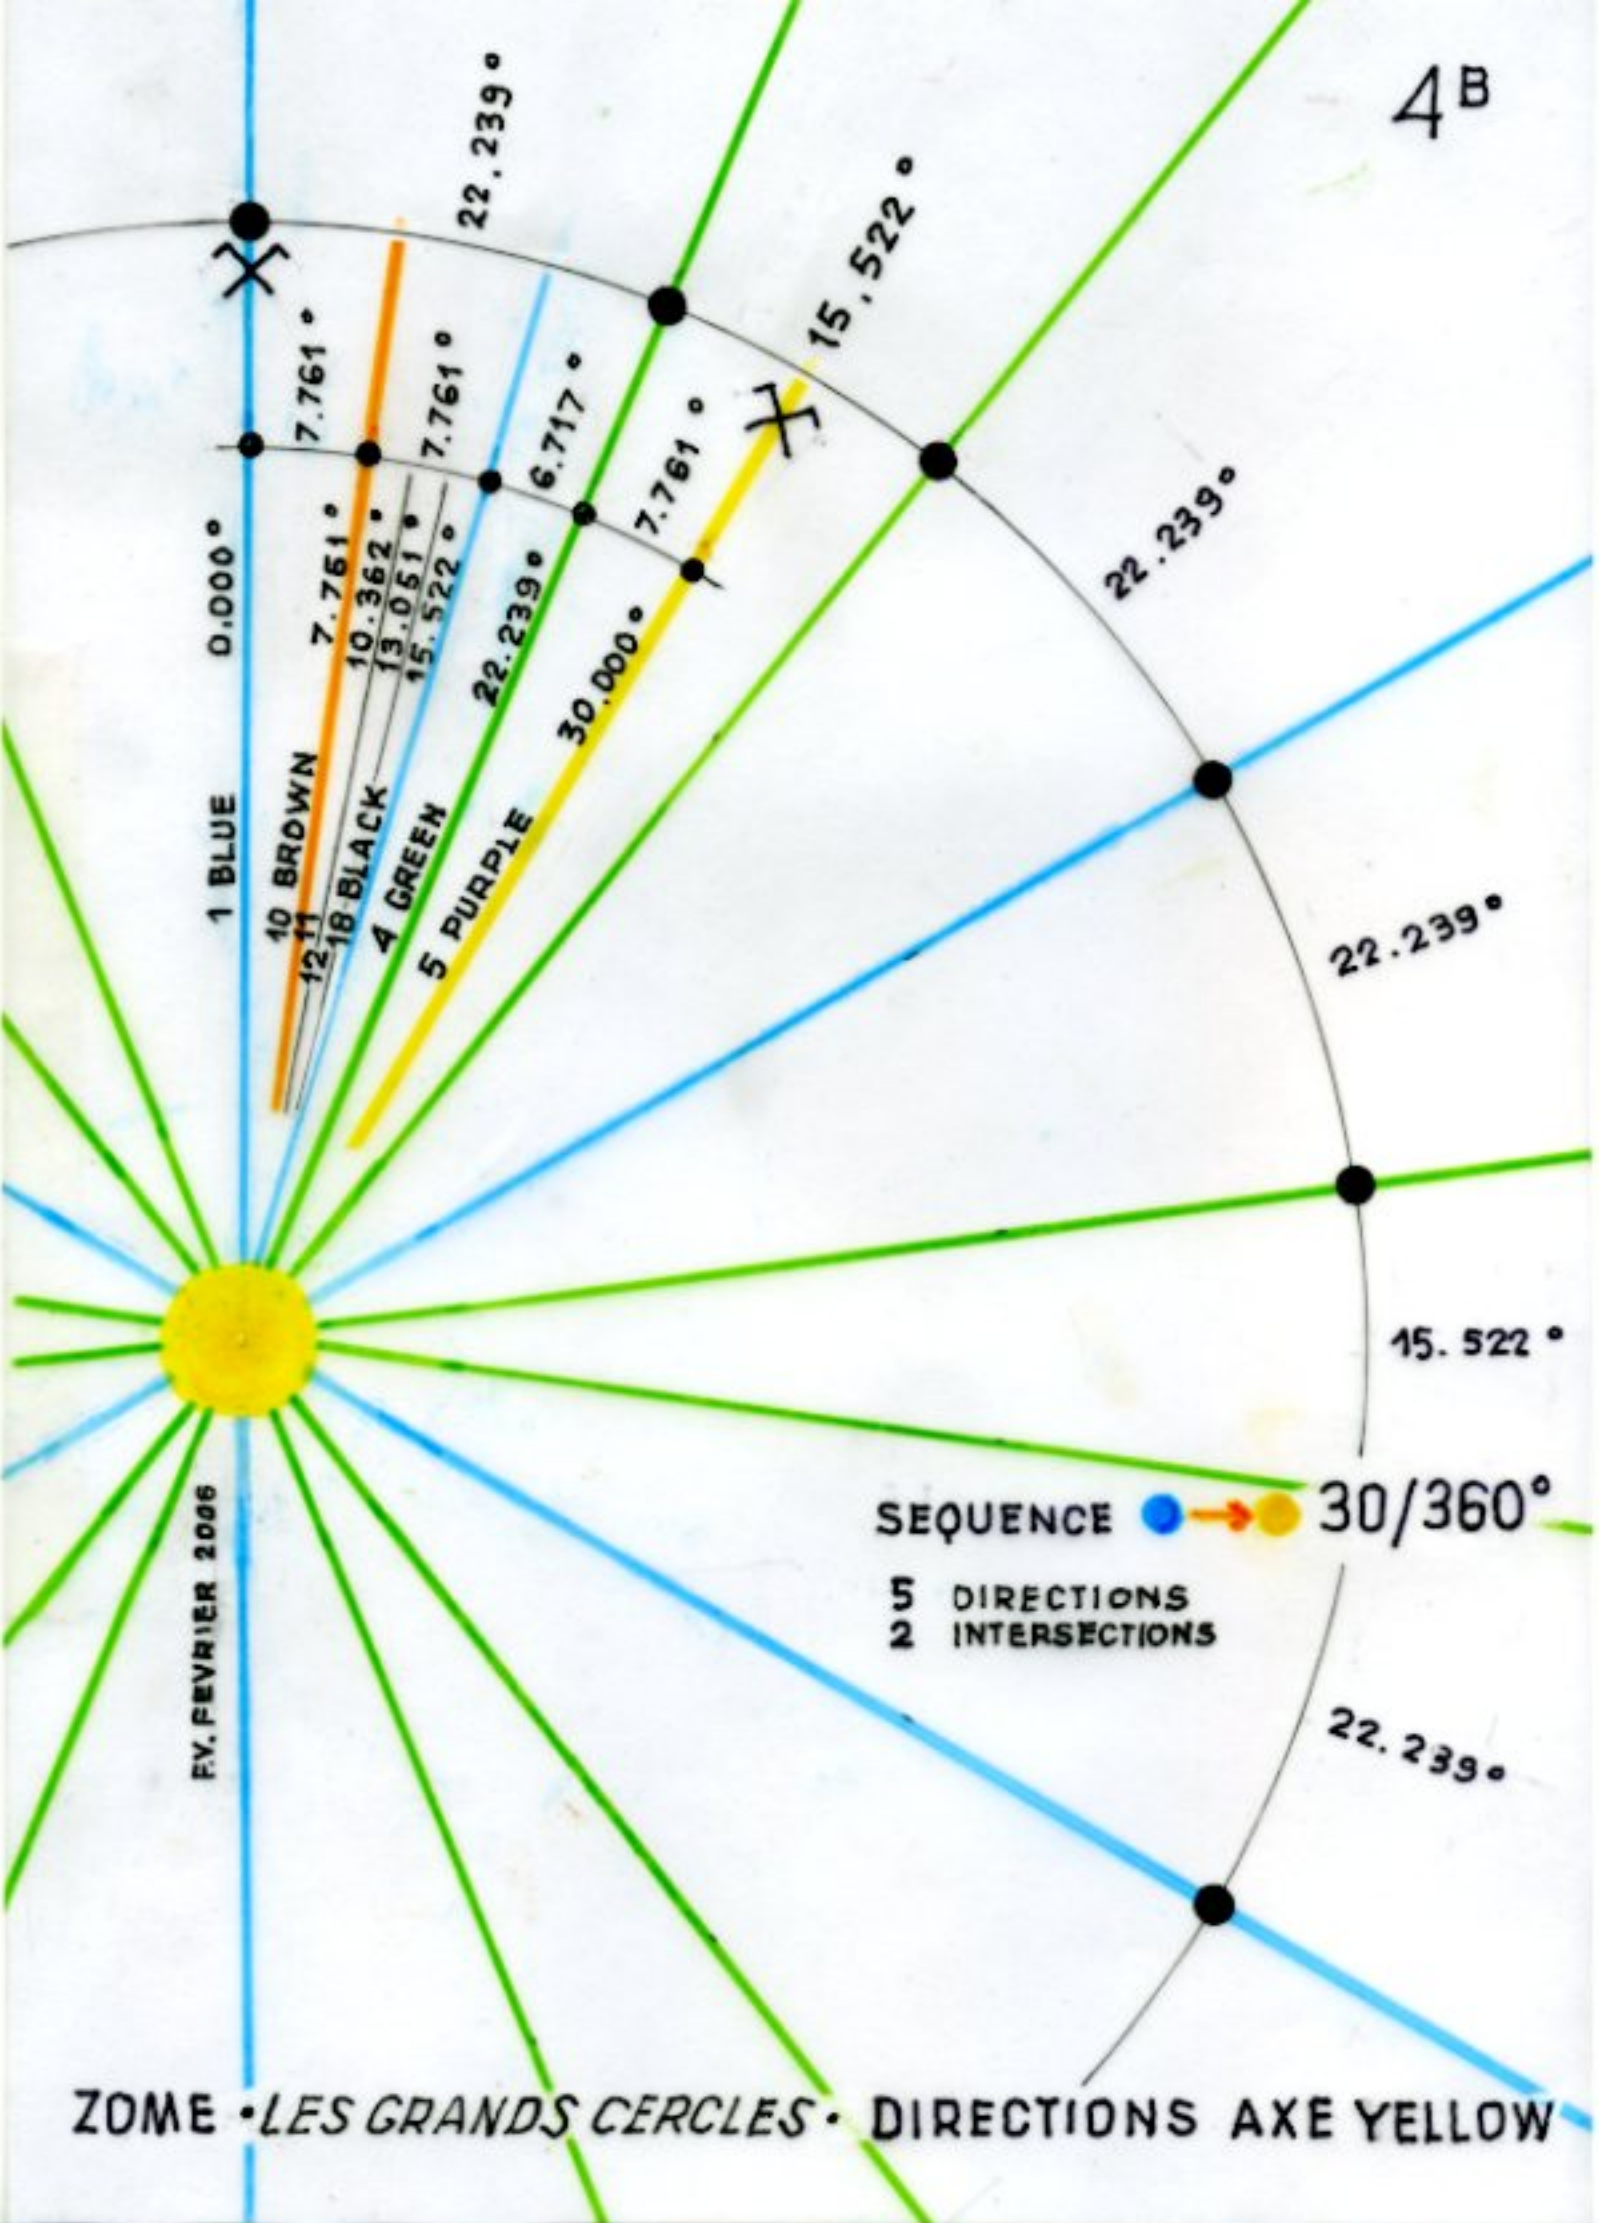 4B
22.239°
15,522°
7.761°
7.761°
6.717°
7.761°
22.239°
0.000°
7.761°
10.362°
13.051°
15.522°
22.239°
30.000°
1 BLUE
10 BROWN
11
12
18 BLACK
4 GREEN
5 PURPLE
22.239°
15.522°
SEQUENCE 30/360°
5 DIRECTIONS
2 INTERSECTIONS
F.V. FEVRIER 2006
22.239°
ZOME • LES GRANDS CERCLES • DIRECTIONS AXE YELLOW